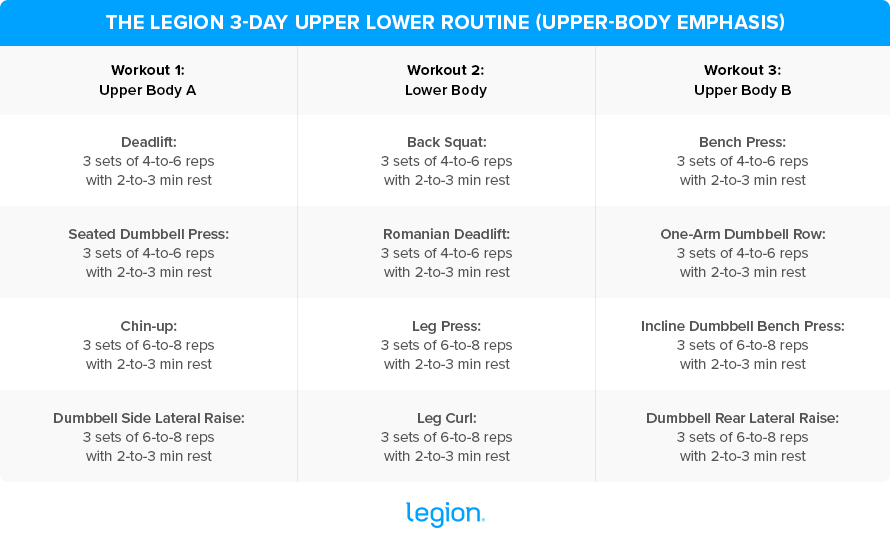 THE LEGION 3-DAY UPPER LOWER ROUTINE (UPPER-BODY EMPHASIS)
Workout 1:
Upper Body A
Workout 2:
Lower Body
Workout 3:
Upper Body B
Deadlift:
3 sets of 4-to-6 reps
with 2-to-3 min rest
Back Squat:
3 sets of 4-to-6 reps
with 2-to-3 min rest
Bench Press:
3 sets of 4-to-6 reps
with 2-to-3 min rest
Seated Dumbbell Press:
3 sets of 4-to-6 reps
with 2-to-3 min rest
Romanian Deadlift:
3 sets of 4-to-6 reps
with 2-to-3 min rest
One-Arm Dumbbell Row:
3 sets of 4-to-6 reps
with 2-to-3 min rest
Chin-up:
3 sets of 6-to-8 reps
with 2-to-3 min rest
Leg Press:
3 sets of 6-to-8 reps
with 2-to-3 min rest
Incline Dumbbell Bench Press:
3 sets of 6-to-8 reps
with 2-to-3 min rest
Dumbbell Side Lateral Raise:
3 sets of 6-to-8 reps
with 2-to-3 min rest
Leg Curl:
3 sets of 6-to-8 reps
with 2-to-3 min rest
Dumbbell Rear Lateral Raise:
3 sets of 6-to-8 reps
with 2-to-3 min rest
legion